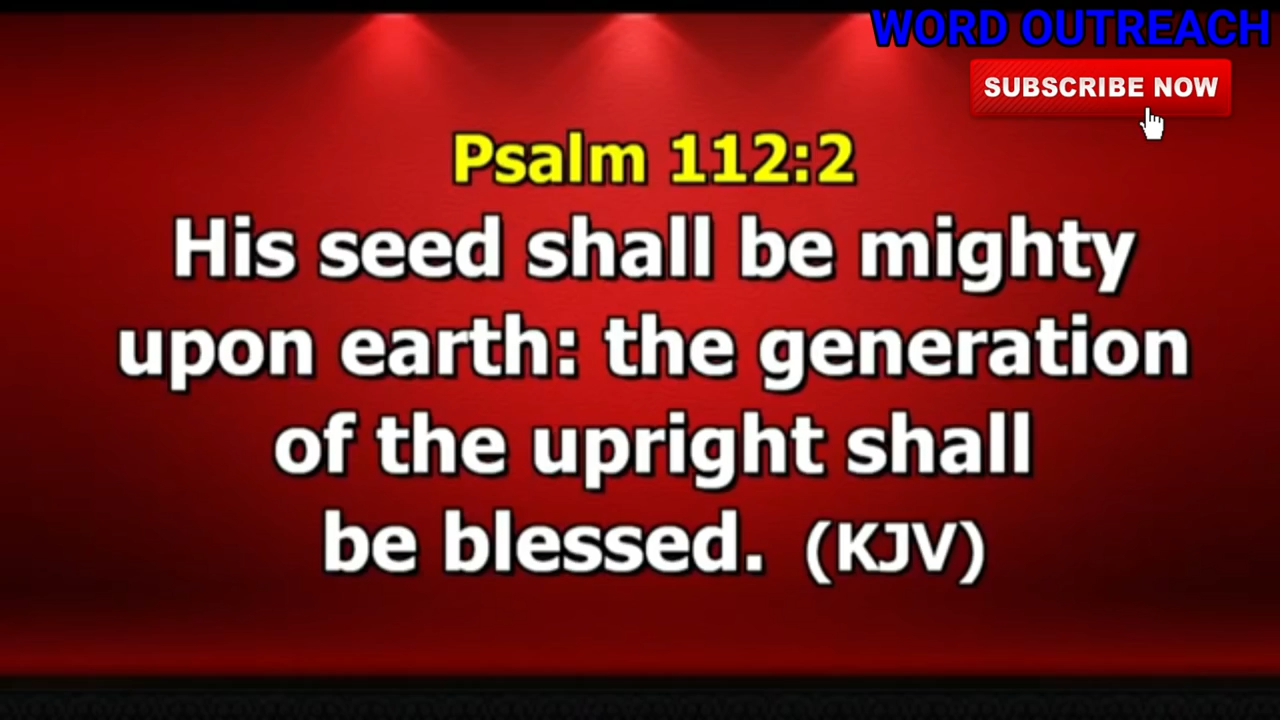 WORD OUTREACH
SUBSCRIBE NOW
Psalm 112:2
His seed shall be mighty
upon earth: the generation
of the upright shall
be blessed. (KJV)